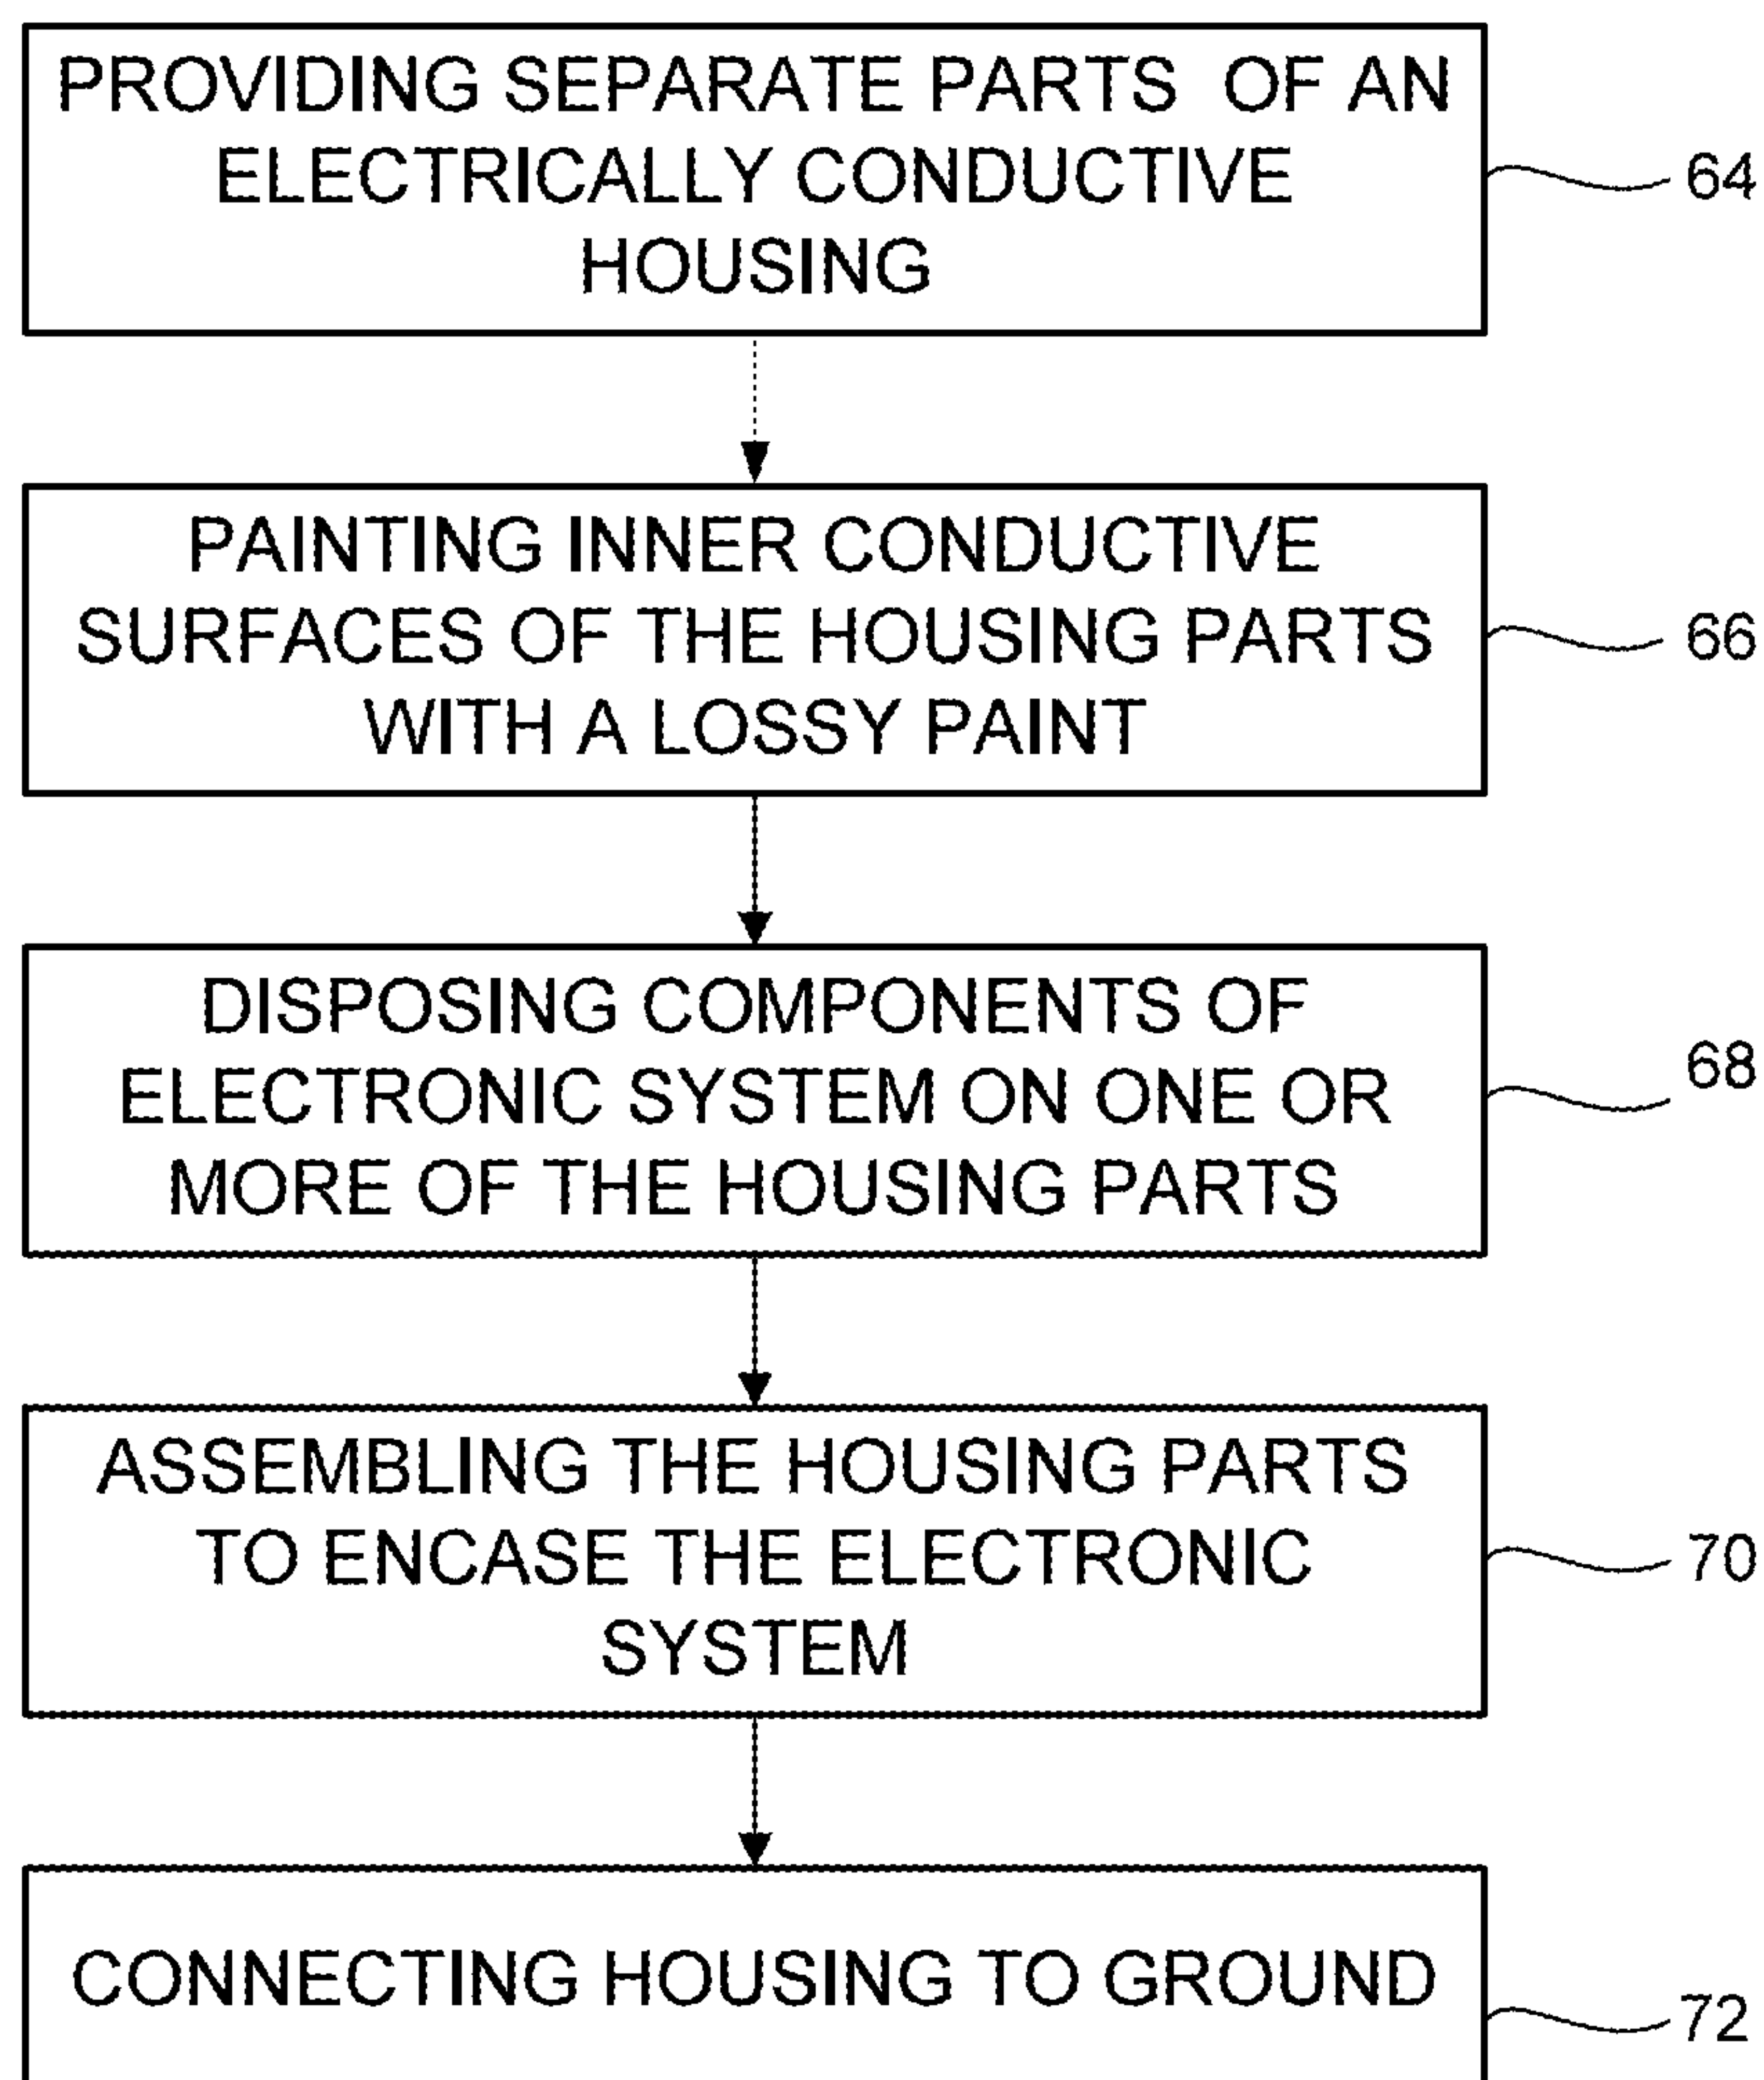 PROVIDING SEPARATE PARTS OF AN
ELECTRICALLY CONDUCTIVE
HOUSING
64
PAINTING INNER CONDUCTIVE
SURFACES OF THE HOUSING PARTS
WITH A LOSSY PAINT
66
DISPOSING COMPONENTS OF
ELECTRONIC SYSTEM ON ONE OR
MORE OF THE HOUSING PARTS
68
ASSEMBLING THE HOUSING PARTS
TO ENCASE THE ELECTRONIC
SYSTEM
70
CONNECTING HOUSING TO GROUND
72